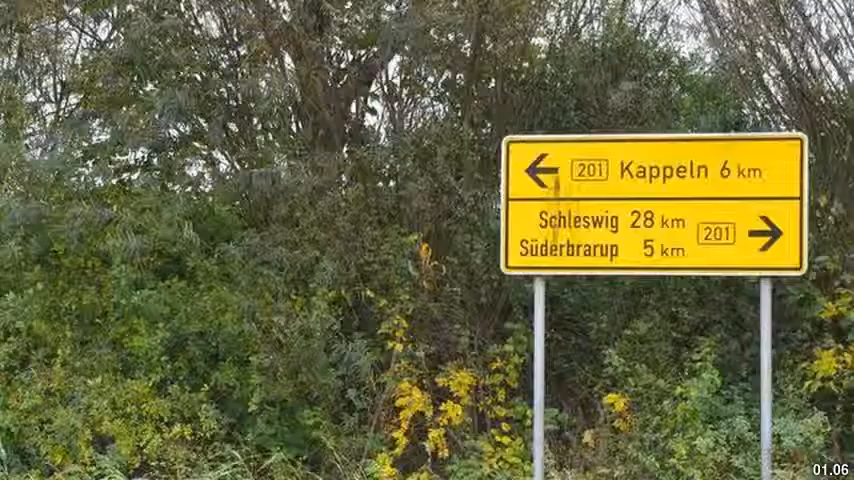 201 Kappeln 6 km
Schleswig 28 km
201
Süderbrarup 5 km
01.06